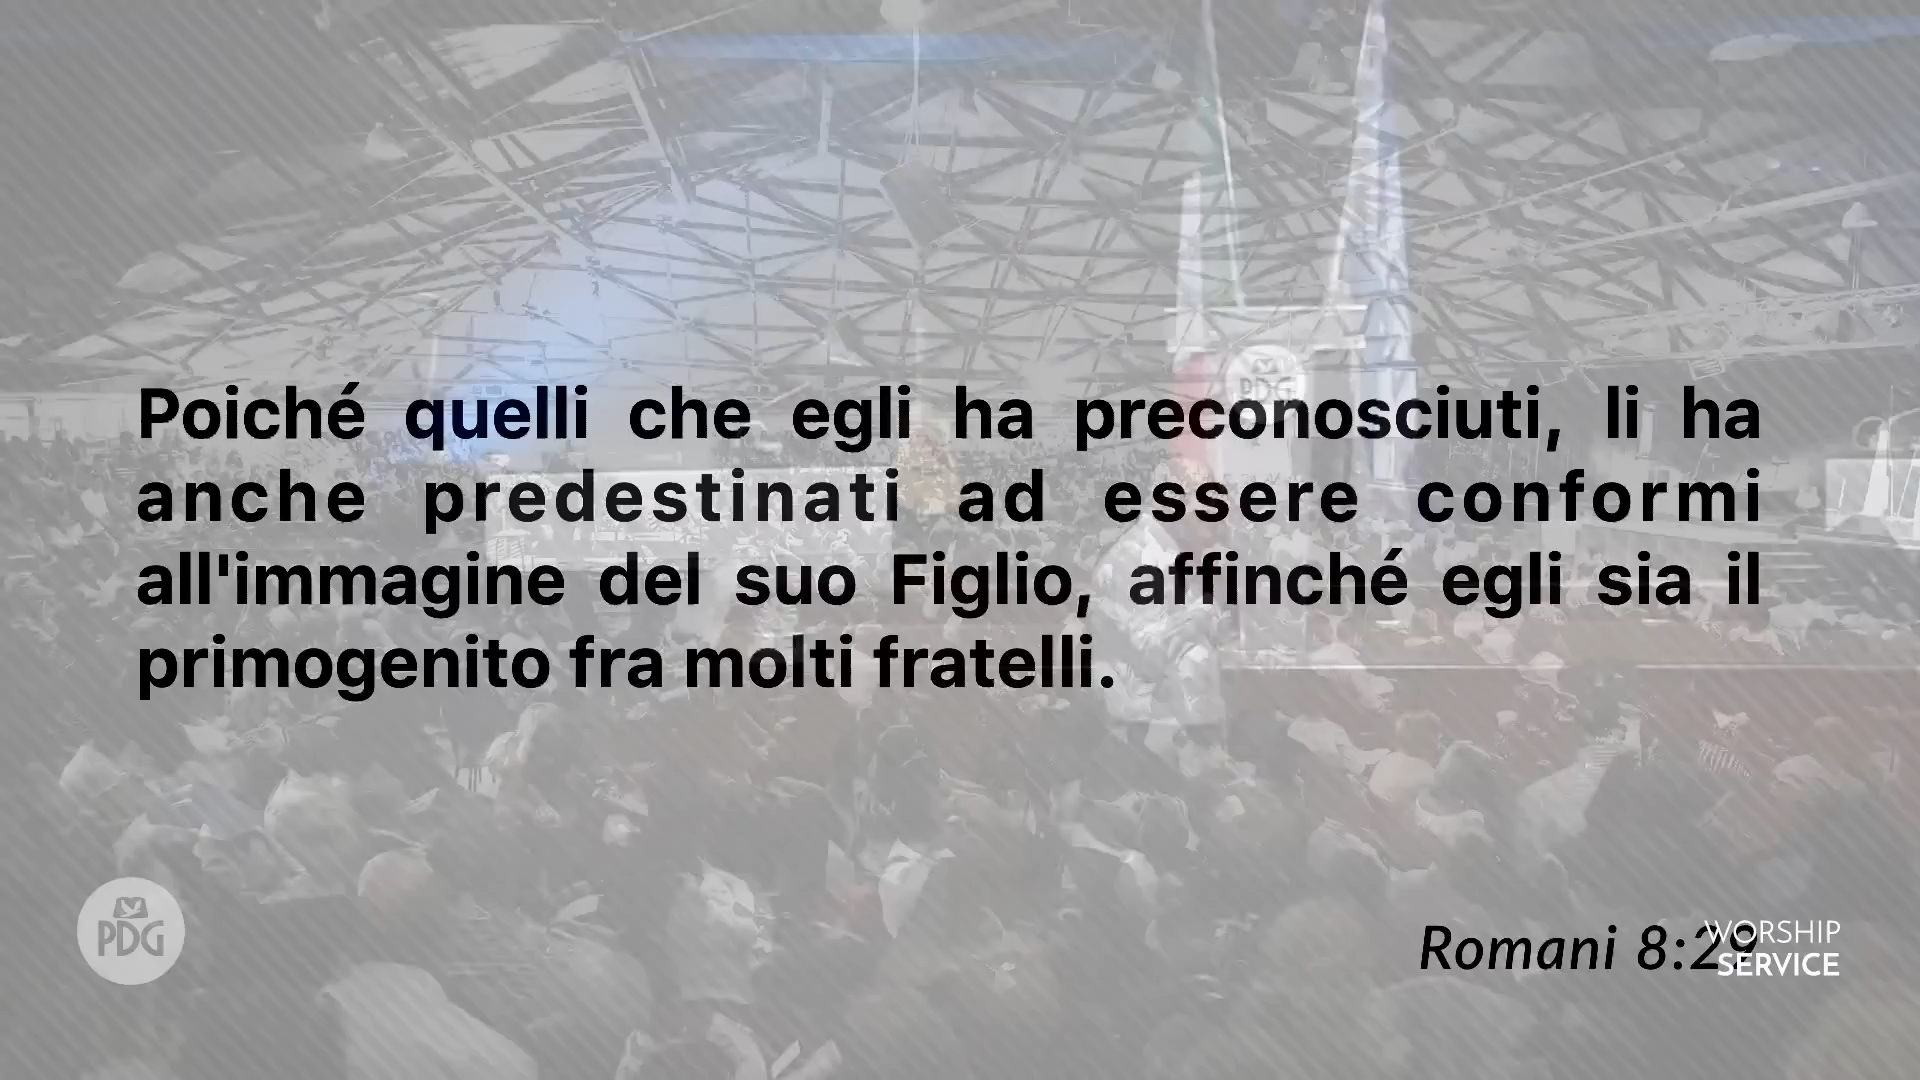 Poiché quelli che egli ha preconosciuti, li ha
anche predestinati ad essere conformi
all'immagine del suo Figlio, affinché egli sia il
primogenito fra molti fratelli.
PDG
PDG
Romani 8:29
WORSHIP
SERVICE